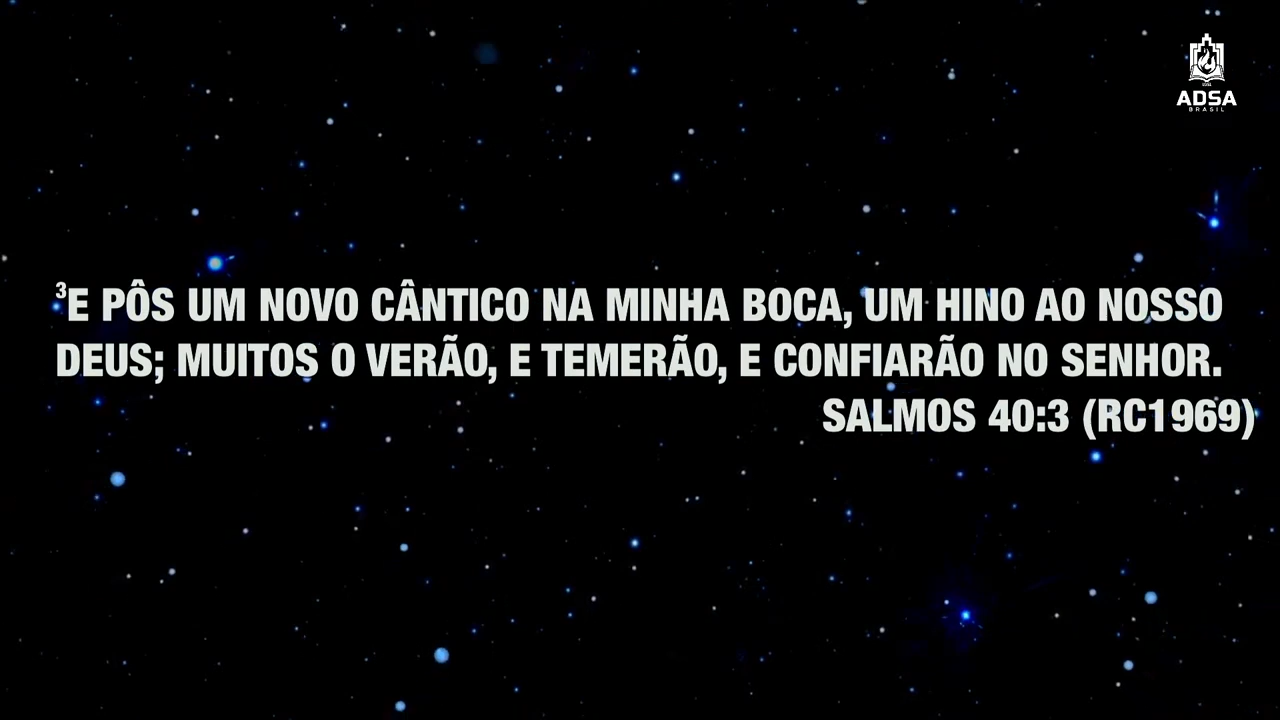 ADSA
BRASIL
³E PÔS UM NOVO CÂNTICO NA MINHA BOCA, UM HINO AO NOSSO
DEUS; MUITOS O VERÃO, E TEMERÃO, E CONFIARÃO NO SENHOR.
SALMOS 40:3 (RC1969)